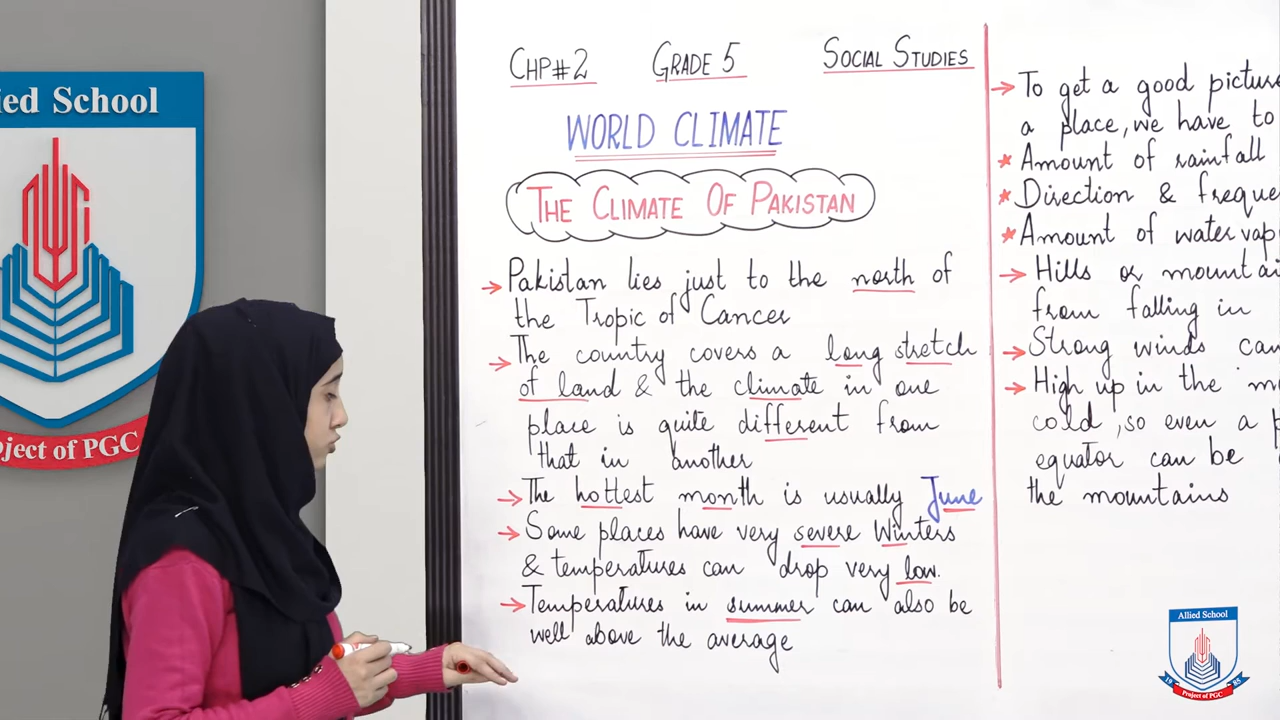 ied School
oject of PGC
CHP#2 GRADE 5 SOCIAL STUDIES
WORLD CLIMATE
THE CLIMATE OF PAKISTAN
→ Pakistan lies just to the north of
the Tropic of Cancer
→ The country covers a long stretch
of land & the climate in one
place is quite different from
that in another
→ The hottest month is usually June
→ Some places have very severe Winters
& temperatures can drop very low.
→ Temperatures in summer can also be
well above the average
→ To get a good picture
a place, we have to
* Amount of rainfall
* Direction & freque
* Amount of water vap
→ Hills or mountai
from falling in
→ Strong winds can
→ High up in the m
cold, so even a p
equator can be
the mountains
Allied School
19 85
Project of PGC